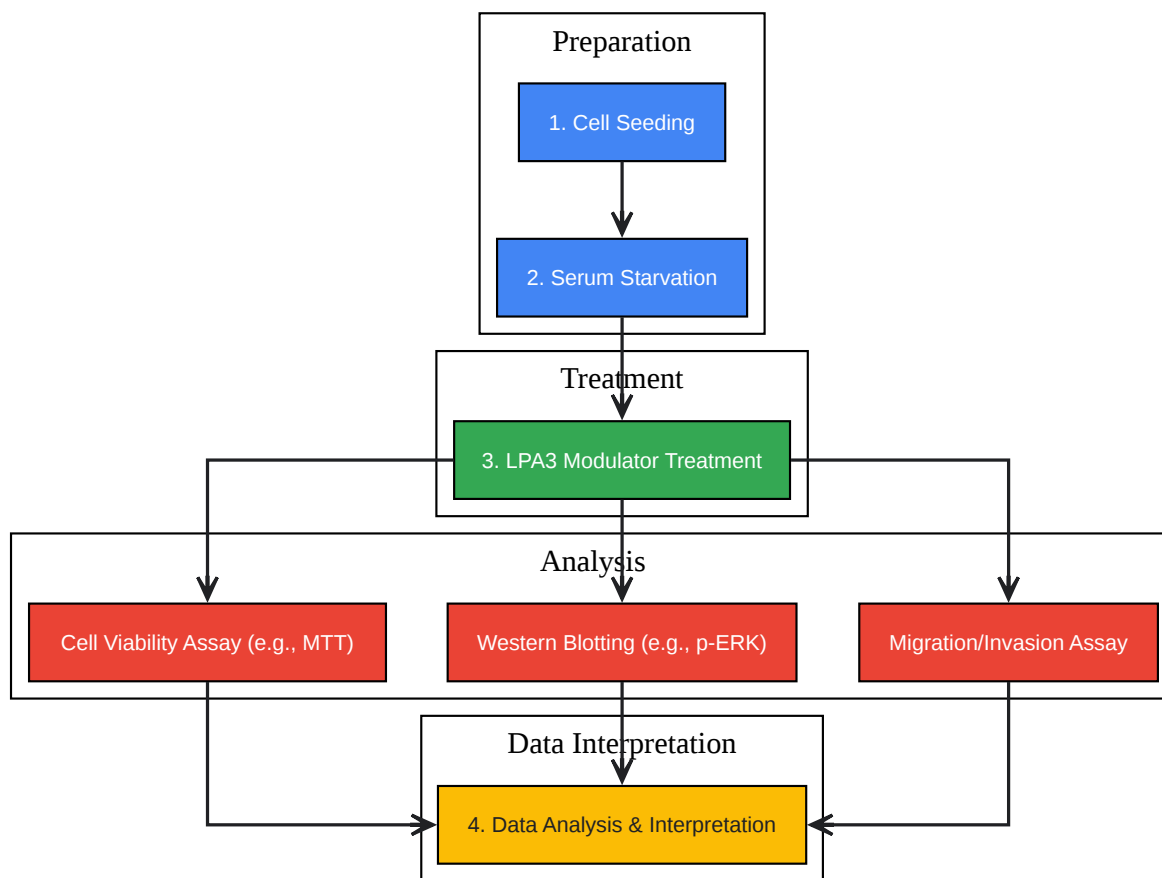 Preparation
1. Cell Seeding
2. Serum Starvation
Treatment
3. LPA3 Modulator Treatment
Analysis
Cell Viability Assay (e.g., MTT)
Western Blotting (e.g., p-ERK)
Migration/Invasion Assay
Data Interpretation
4. Data Analysis & Interpretation